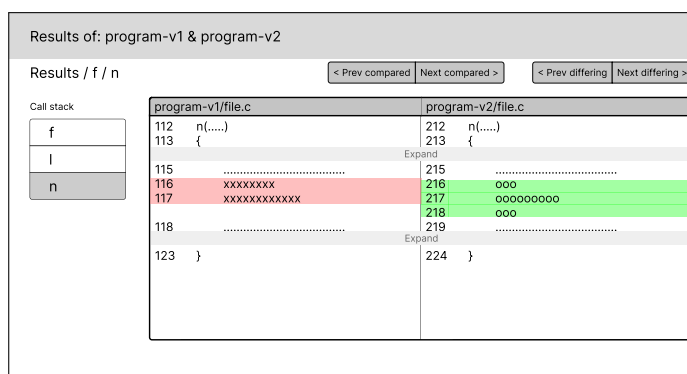 Results of: program-v1 & program-v2
Results / f / n
< Prev compared Next compared > < Prev differing Next differing >
Call stack
f
l
n
program-v1/file.c program-v2/file.c
112 n(.....) 212 n(.....)
113 { 213 {
Expand
115 ..................................... 215 .....................................
116 xxxxxxxx 216 ooo
117 xxxxxxxxxxxx 217 ooooooooo
218 ooo
118 ..................................... 219 .....................................
Expand
123 } 224 }